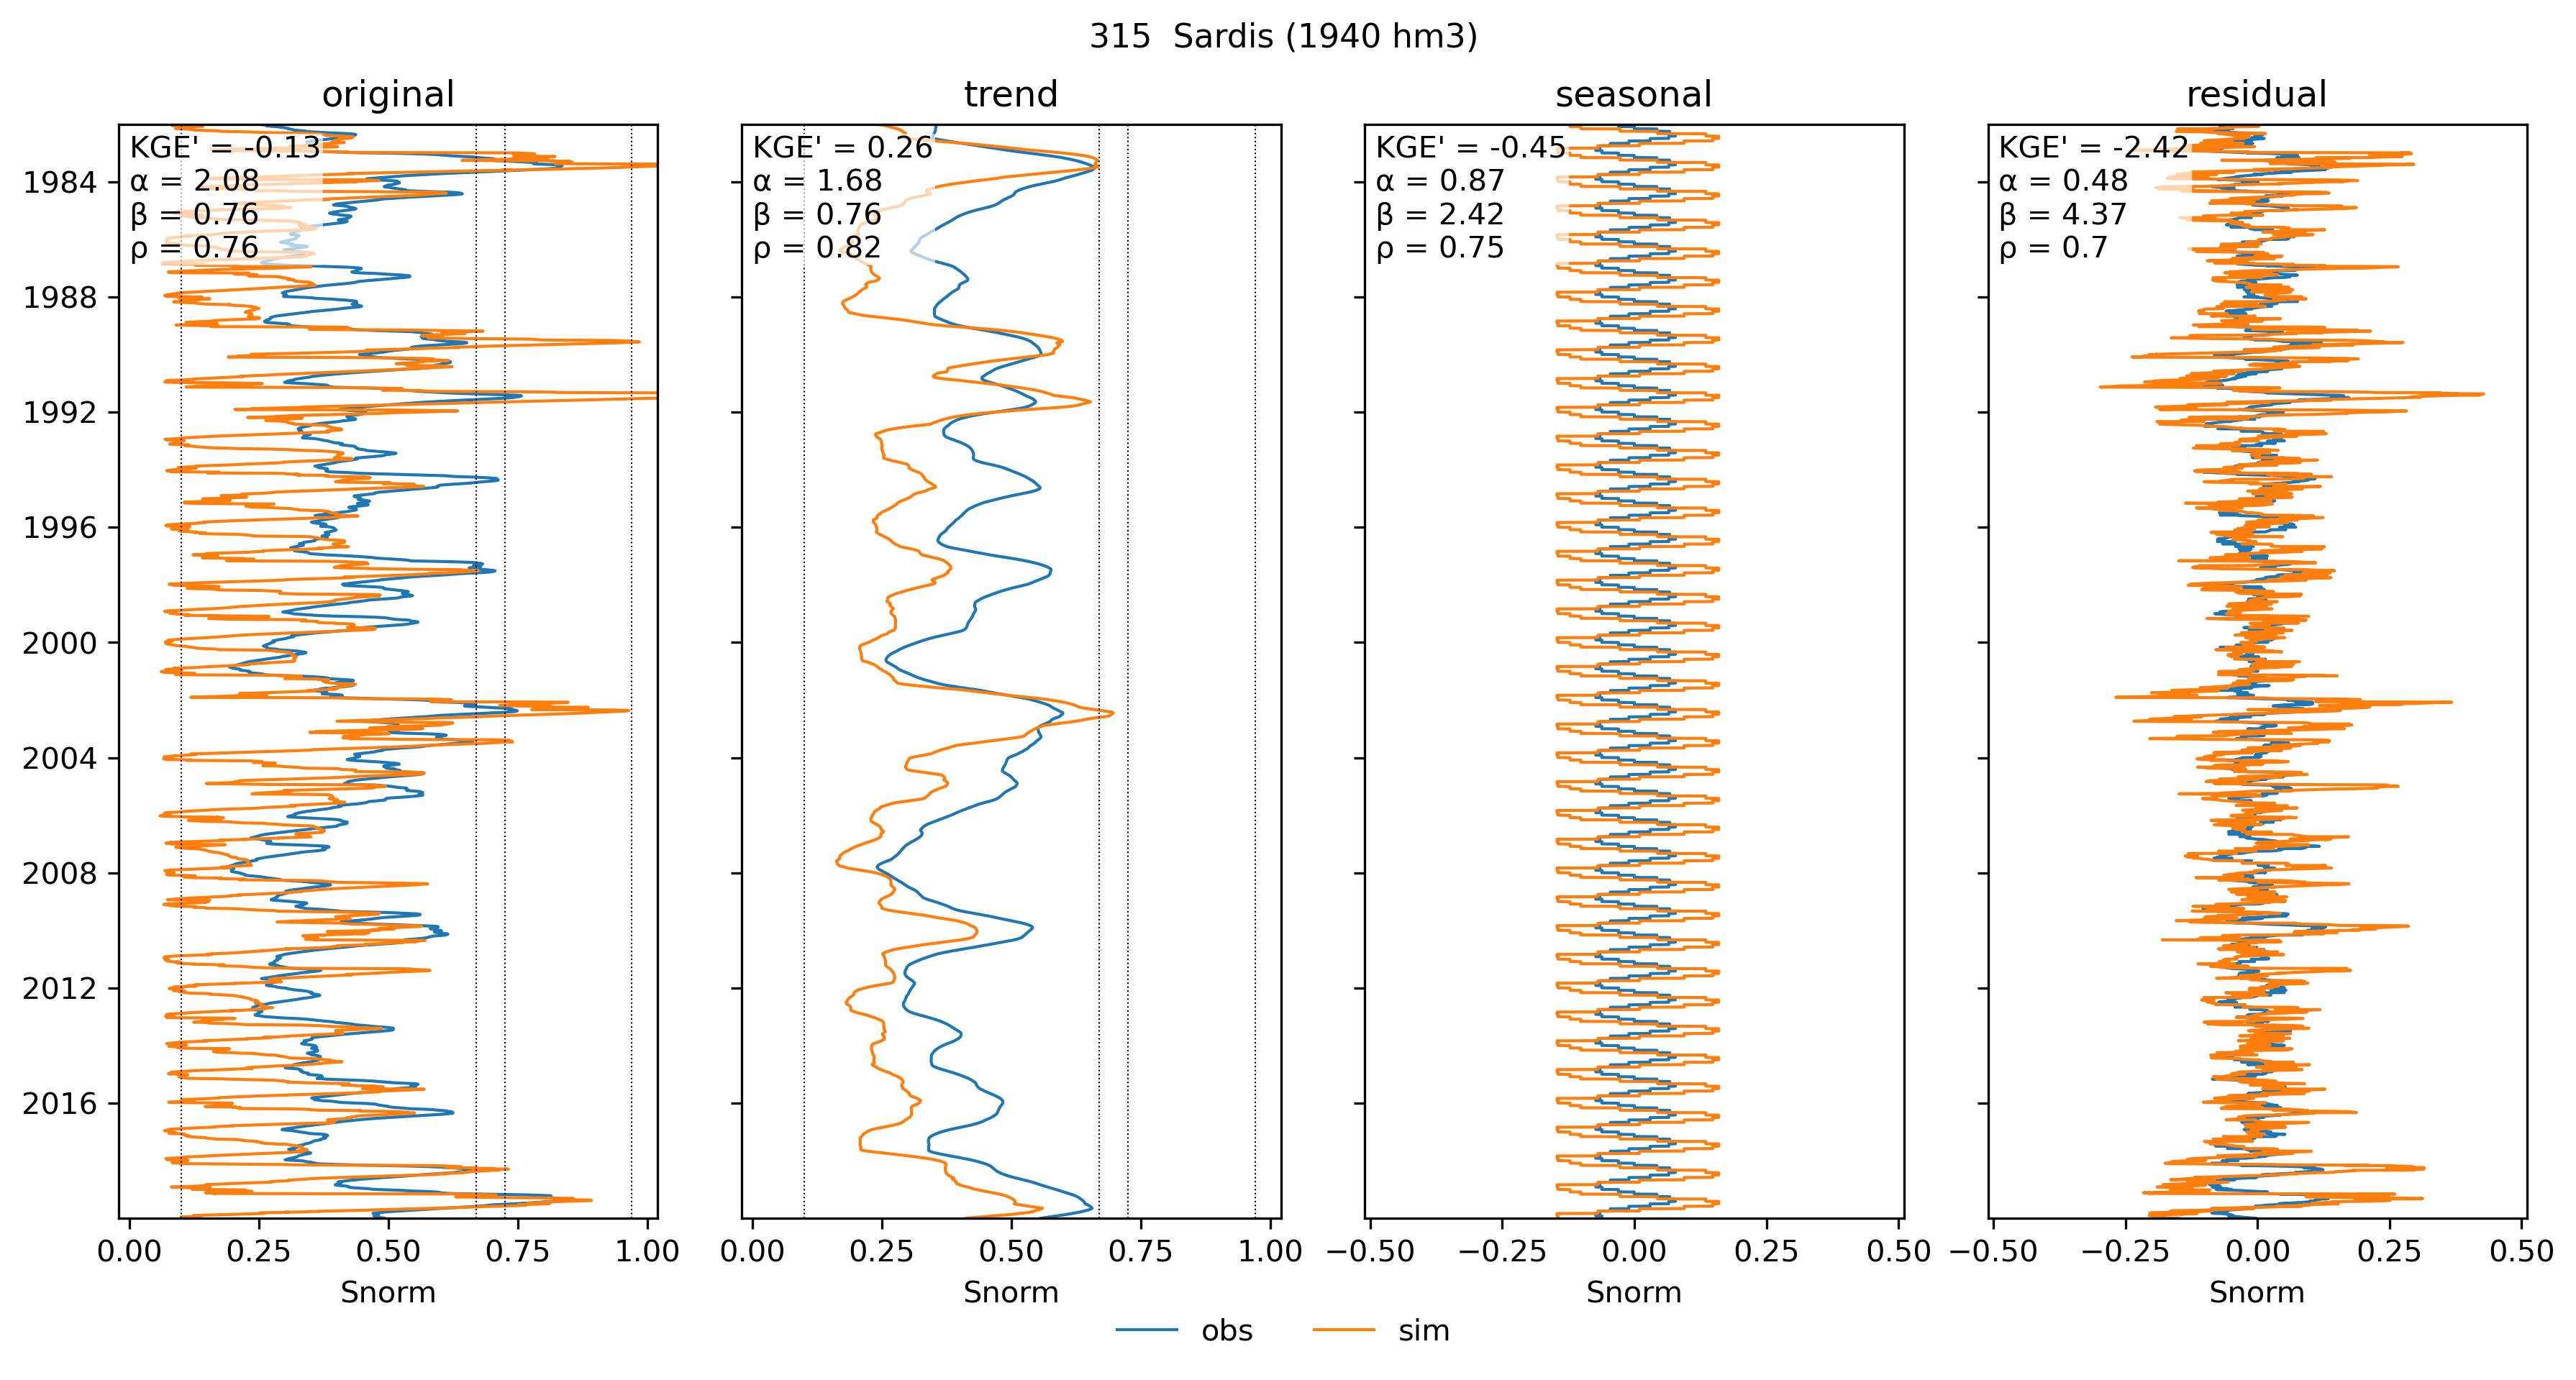 315  Sardis (1940 hm3)
original
trend
seasonal
residual
KGE' = -0.13
α = 2.08
β = 0.76
ρ = 0.76
KGE' = 0.26
α = 1.68
β = 0.76
ρ = 0.82
KGE' = -0.45
α = 0.87
β = 2.42
ρ = 0.75
KGE' = -2.42
α = 0.48
β = 4.37
ρ = 0.7
1984
1988
1992
1996
2000
2004
2008
2012
2016
0.00 0.25 0.50 0.75 1.00
0.00 0.25 0.50 0.75 1.00
−0.50 −0.25 0.00 0.25 0.50
−0.50 −0.25 0.00 0.25 0.50
Snorm
Snorm
Snorm
Snorm
obs
sim